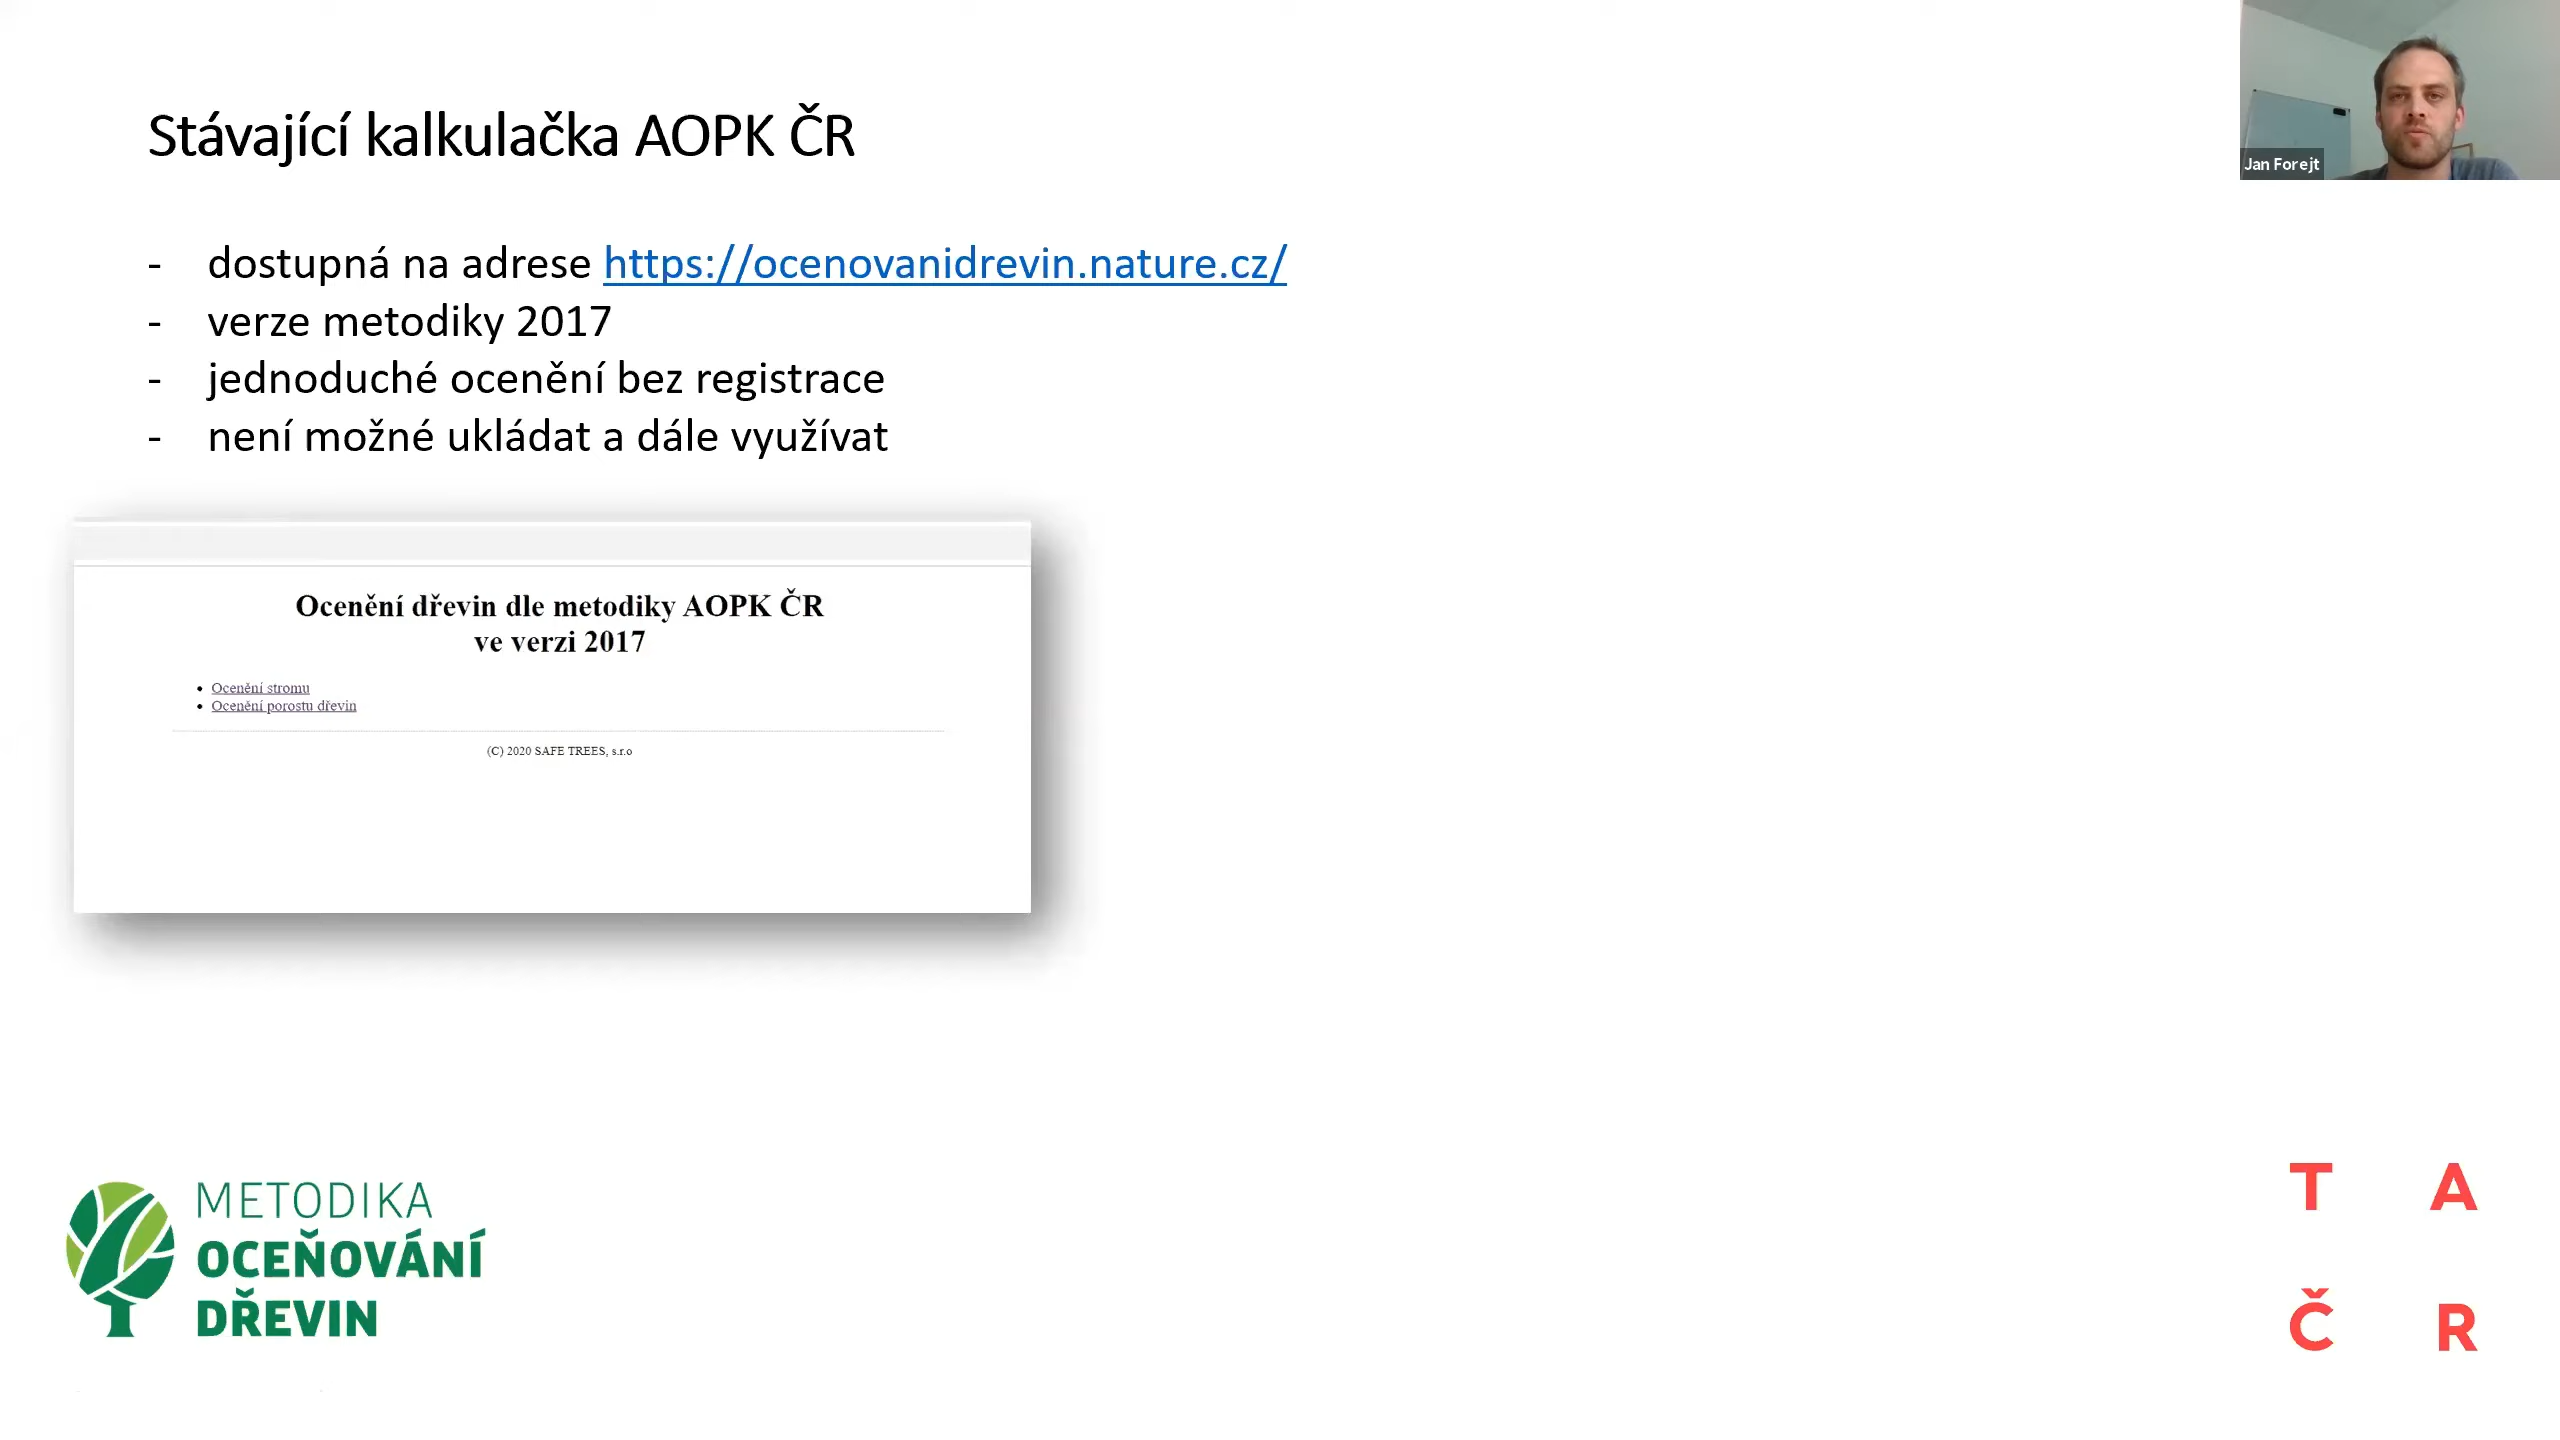 Stávající kalkulačka AOPK ČR
Jan Forejt
- dostupná na adrese https://ocenovanidrevin.nature.cz/
- verze metodiky 2017
- jednoduché ocenění bez registrace
- není možné ukládat a dále využívat
Ocenění dřevin dle metodiky AOPK ČR
ve verzi 2017
• Ocenění stromu
• Ocenění porostu dřevin
(C) 2020 SAFE TREES, s.r.o
METODIKA
OCEŇOVÁNÍ
DŘEVIN
T A
Č R